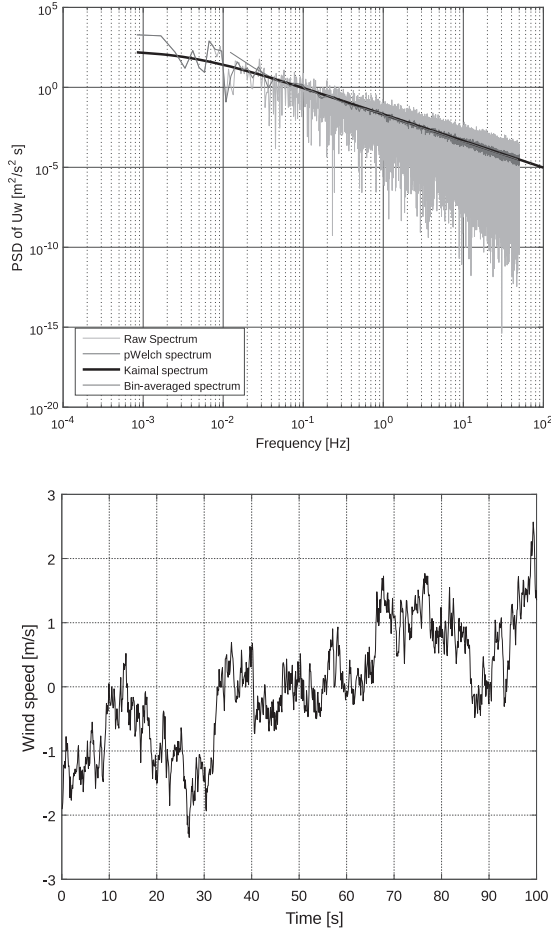 10^5
10^0
10^-5
10^-10
10^-15
10^-20
PSD of Uw [m^2/s^2 s]
Raw Spectrum
pWelch spectrum
Kaimal spectrum
Bin-averaged spectrum
10^-4 10^-3 10^-2 10^-1 10^0 10^1 10^2
Frequency [Hz]
3
2
1
0
-1
-2
-3
Wind speed [m/s]
0 10 20 30 40 50 60 70 80 90 100
Time [s]